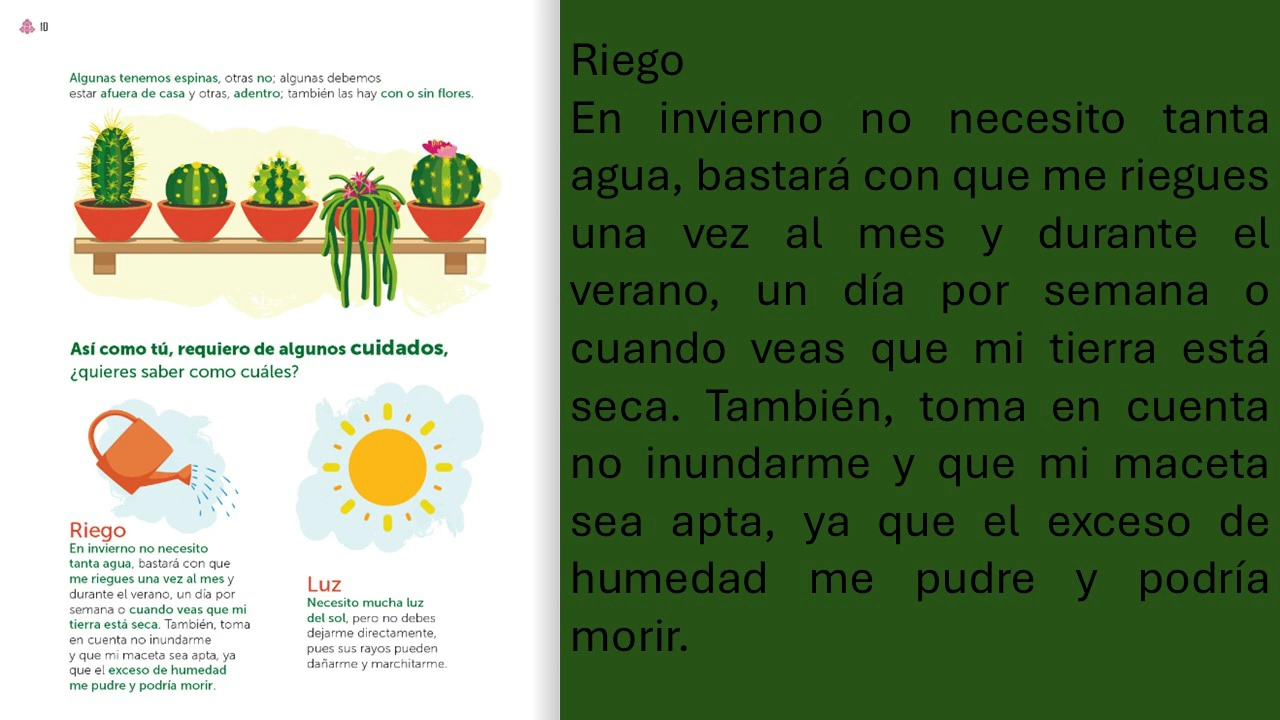 10
Algunas tenemos espinas, otras no; algunas debemos
estar afuera de casa y otras, adentro; también las hay con o sin flores.
Así como tú, requiero de algunos cuidados,
¿quieres saber como cuáles?
Riego
En invierno no necesito
tanta agua, bastará con que
me riegues una vez al mes y
durante el verano, un día por
semana o cuando veas que mi
tierra está seca. También, toma
en cuenta no inundarme
y que mi maceta sea apta, ya
que el exceso de humedad
me pudre y podría morir.
Luz
Necesito mucha luz
del sol, pero no debes
dejarme directamente,
pues sus rayos pueden
dañarme y marchitarme.
Riego
En invierno no necesito tanta
agua, bastará con que me riegues
una vez al mes y durante el
verano, un día por semana o
cuando veas que mi tierra está
seca. También, toma en cuenta
no inundarme y que mi maceta
sea apta, ya que el exceso de
humedad me pudre y podría
morir.